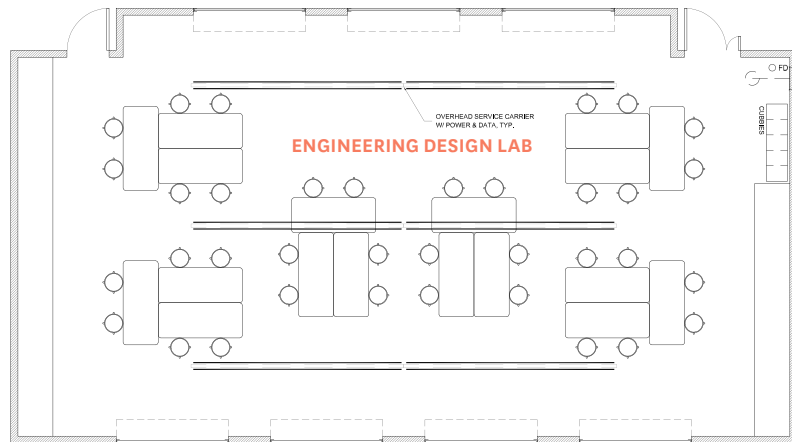 FD
CUBBIES
OVERHEAD SERVICE CARRIER
W/ POWER & DATA, TYP.
ENGINEERING DESIGN LAB